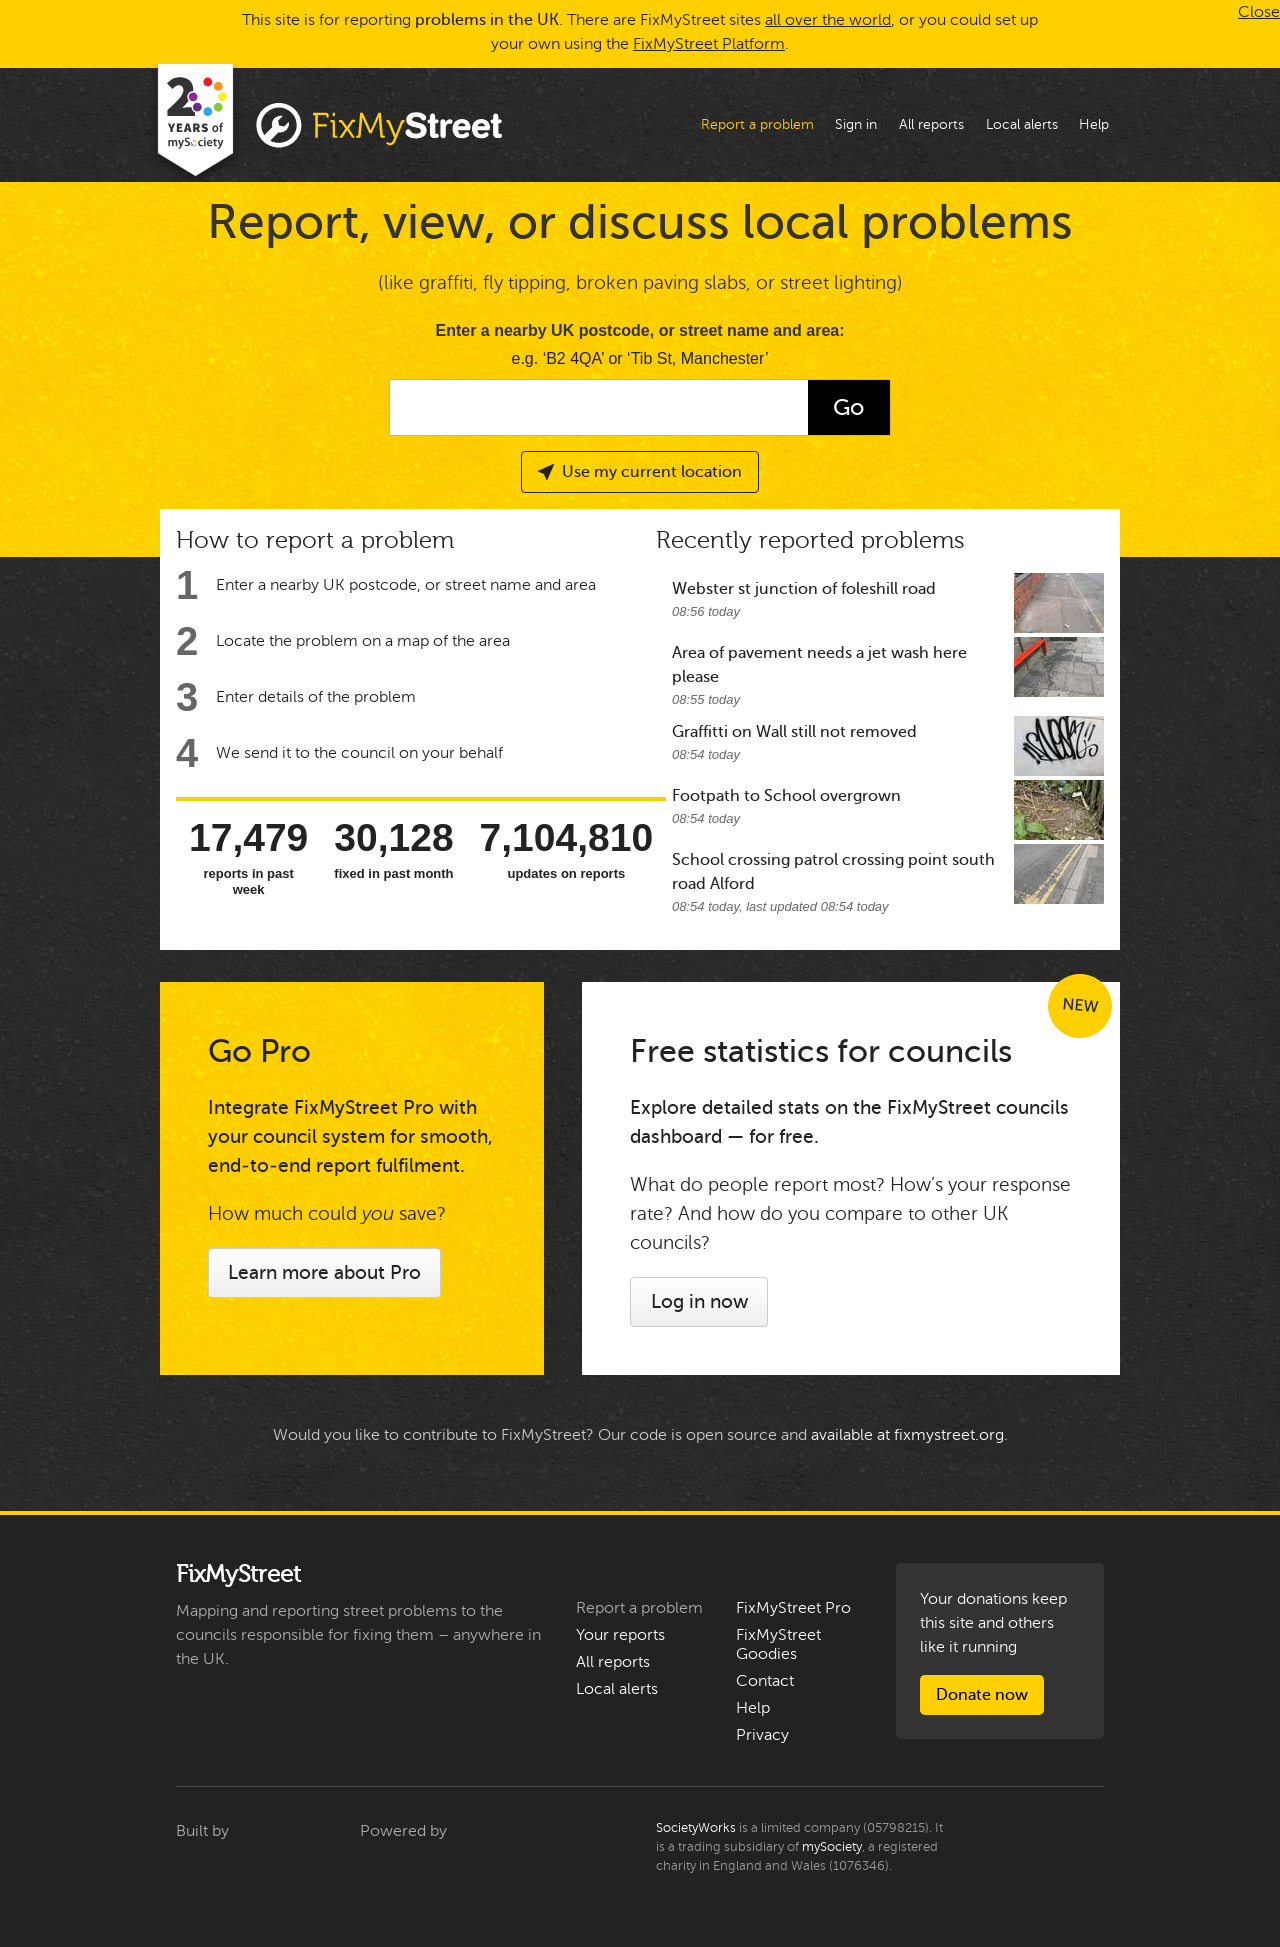 This site is for reporting problems in the UK. There are FixMyStreet sites all over the world, or you could set up
your own using the FixMyStreet Platform.
Close
20
YEARS of
mySociety
FixMyStreet
Report a problem
Sign in
All reports
Local alerts
Help
Report, view, or discuss local problems
(like graffiti, fly tipping, broken paving slabs, or street lighting)
Enter a nearby UK postcode, or street name and area:
e.g. ‘B2 4QA’ or ‘Tib St, Manchester’
Go
Use my current location
How to report a problem
1 Enter a nearby UK postcode, or street name and area
2 Locate the problem on a map of the area
3 Enter details of the problem
4 We send it to the council on your behalf
17,479
reports in past
week
30,128
fixed in past month
7,104,810
updates on reports
Recently reported problems
Webster st junction of foleshill road
08:56 today
Area of pavement needs a jet wash here
please
08:55 today
Graffitti on Wall still not removed
08:54 today
Footpath to School overgrown
08:54 today
School crossing patrol crossing point south
road Alford
08:54 today, last updated 08:54 today
Go Pro
Integrate FixMyStreet Pro with
your council system for smooth,
end-to-end report fulfilment.
How much could you save?
Learn more about Pro
NEW
Free statistics for councils
Explore detailed stats on the FixMyStreet councils
dashboard — for free.
What do people report most? How’s your response
rate? And how do you compare to other UK
councils?
Log in now
Would you like to contribute to FixMyStreet? Our code is open source and available at fixmystreet.org.
FixMyStreet
Mapping and reporting street problems to the
councils responsible for fixing them – anywhere in
the UK.
Report a problem
Your reports
All reports
Local alerts
FixMyStreet Pro
FixMyStreet
Goodies
Contact
Help
Privacy
Your donations keep
this site and others
like it running
Donate now
Built by
Powered by
SocietyWorks is a limited company (05798215). It
is a trading subsidiary of mySociety, a registered
charity in England and Wales (1076346).